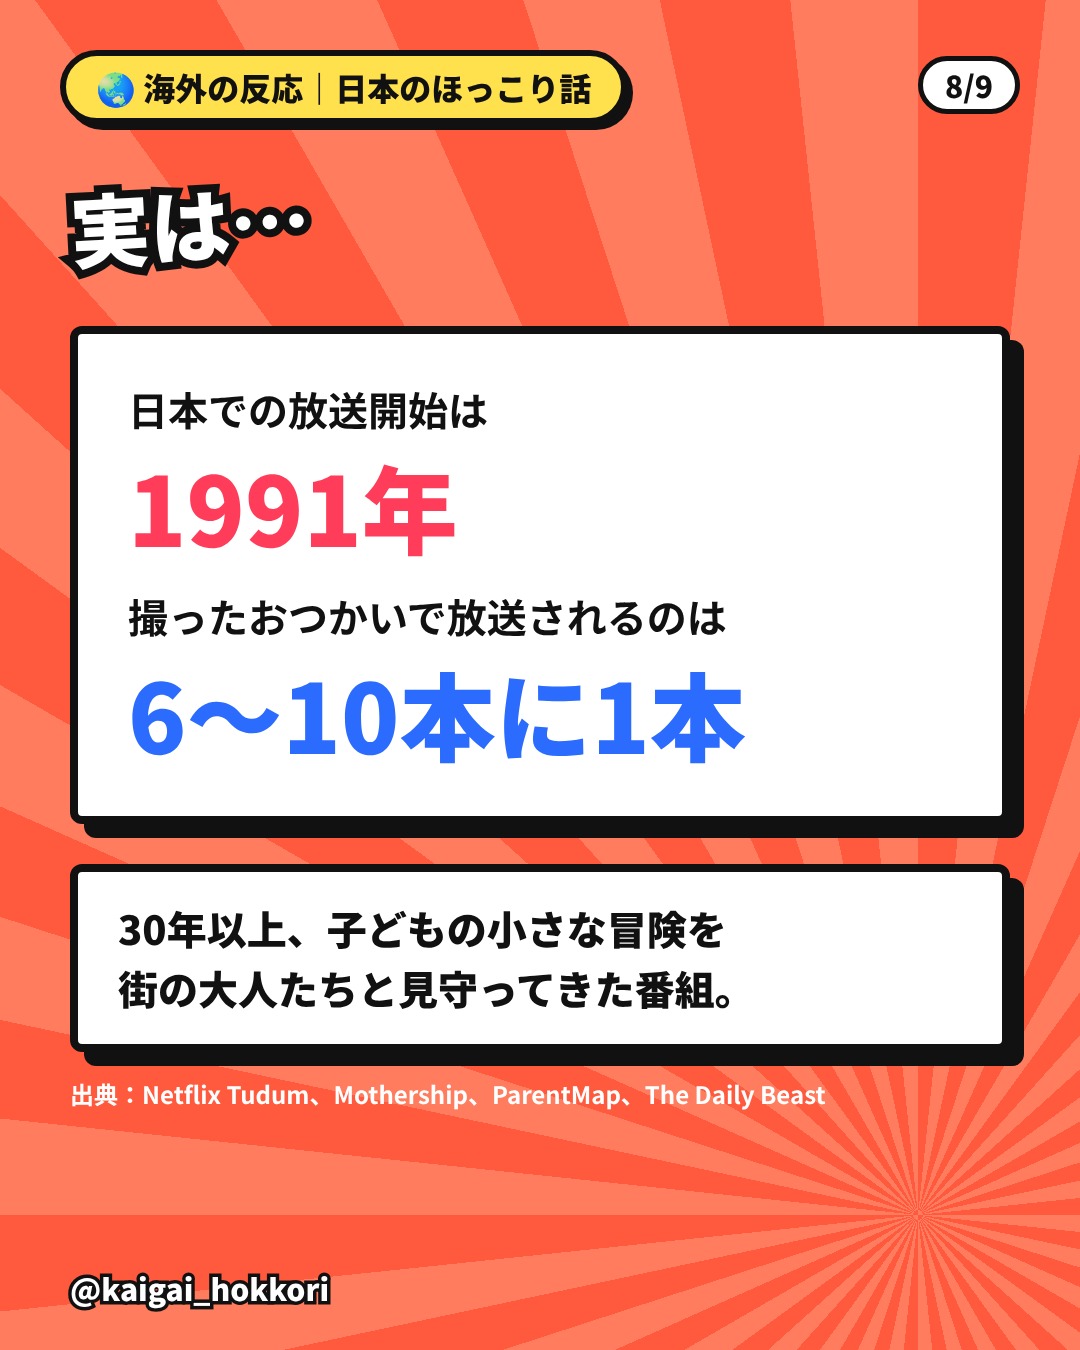 🌏 海外の反応｜日本のほっこり話
8/9
実は…
日本での放送開始は
1991年
撮ったおつかいで放送されるのは
6〜10本に1本
30年以上、子どもの小さな冒険を
街の大人たちと見守ってきた番組。
出典：Netflix Tudum、Mothership、ParentMap、The Daily Beast
@kaigai_hokkori